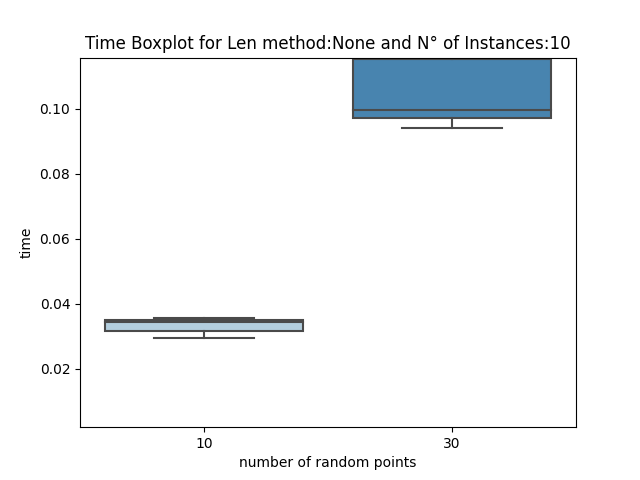 Time Boxplot for Len method:None and N° of Instances:10
0.10
0.08
0.06
0.04
0.02
time
10 30
number of random points